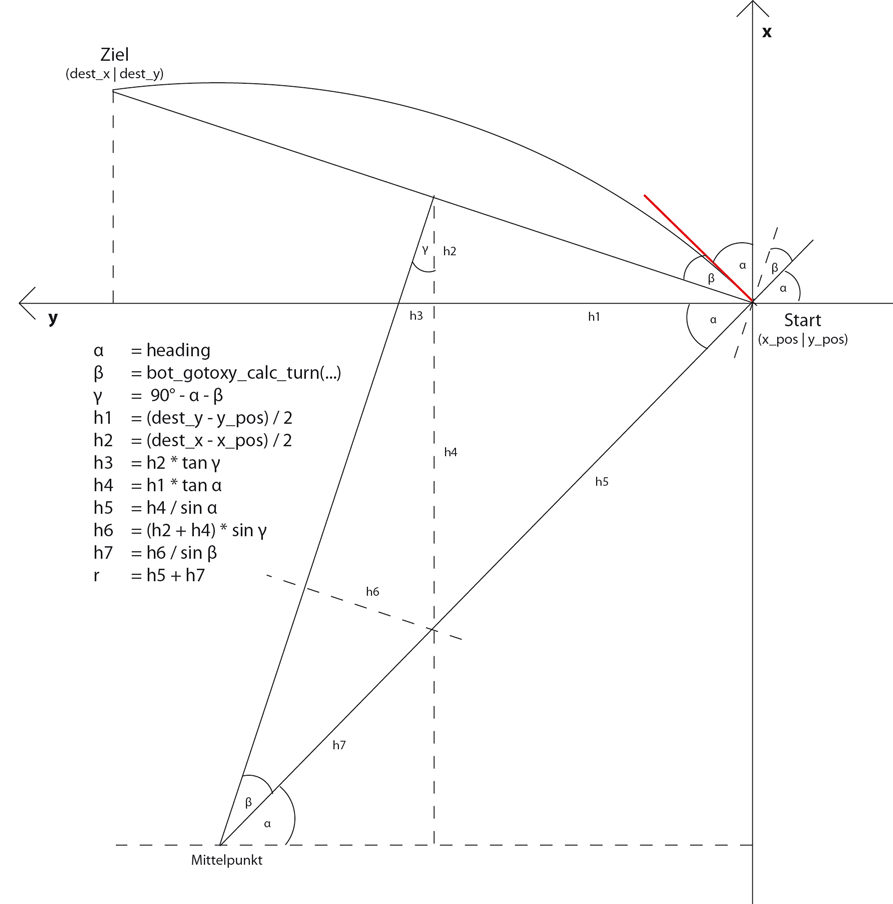 x
Ziel
(dest_x | dest_y)
γ
h2
β
α
β
α
y
h3
h1
α
Start
(x_pos | y_pos)
α = heading
β = bot_gotoxy_calc_turn(...)
γ = 90° - α - β
h1 = (dest_y - y_pos) / 2
h2 = (dest_x - x_pos) / 2
h3 = h2 * tan γ
h4 = h1 * tan α
h5 = h4 / sin α
h6 = (h2 + h4) * sin γ
h7 = h6 / sin β
r = h5 + h7
h4
h5
h6
h7
β
α
Mittelpunkt